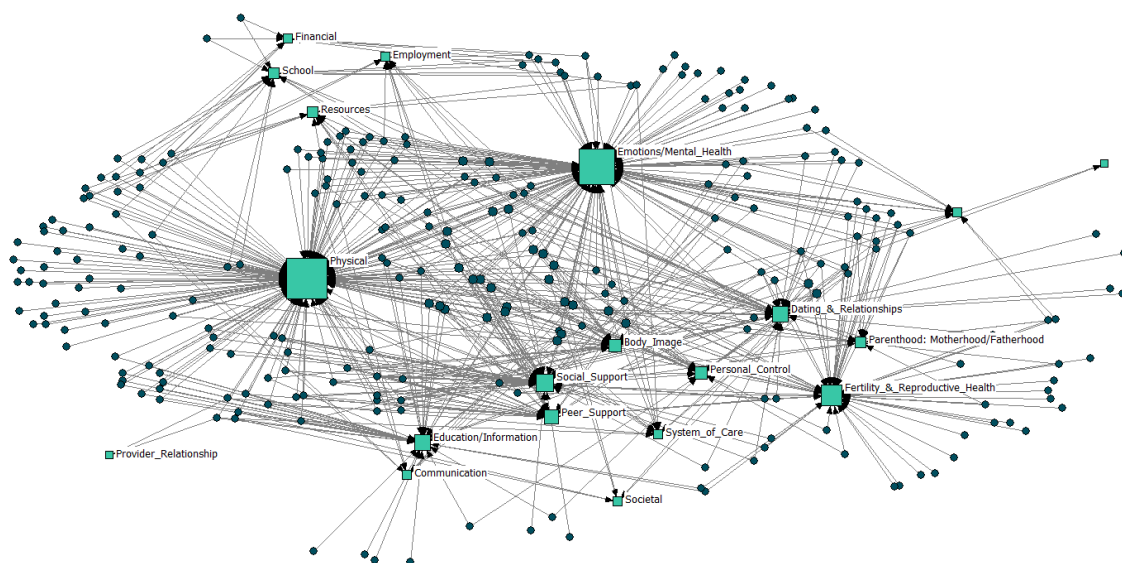 Financial
Employment
School
Resources
Emotions/Mental_Health
Physical
Dating_&_Relationships
Body_Image
Parenthood: Motherhood/Fatherhood
Personal_Control
Social_Support
Fertility_&_Reproductive_Health
Peer_Support
System_of_Care
Education/Information
Provider_Relationship
Communication
Societal